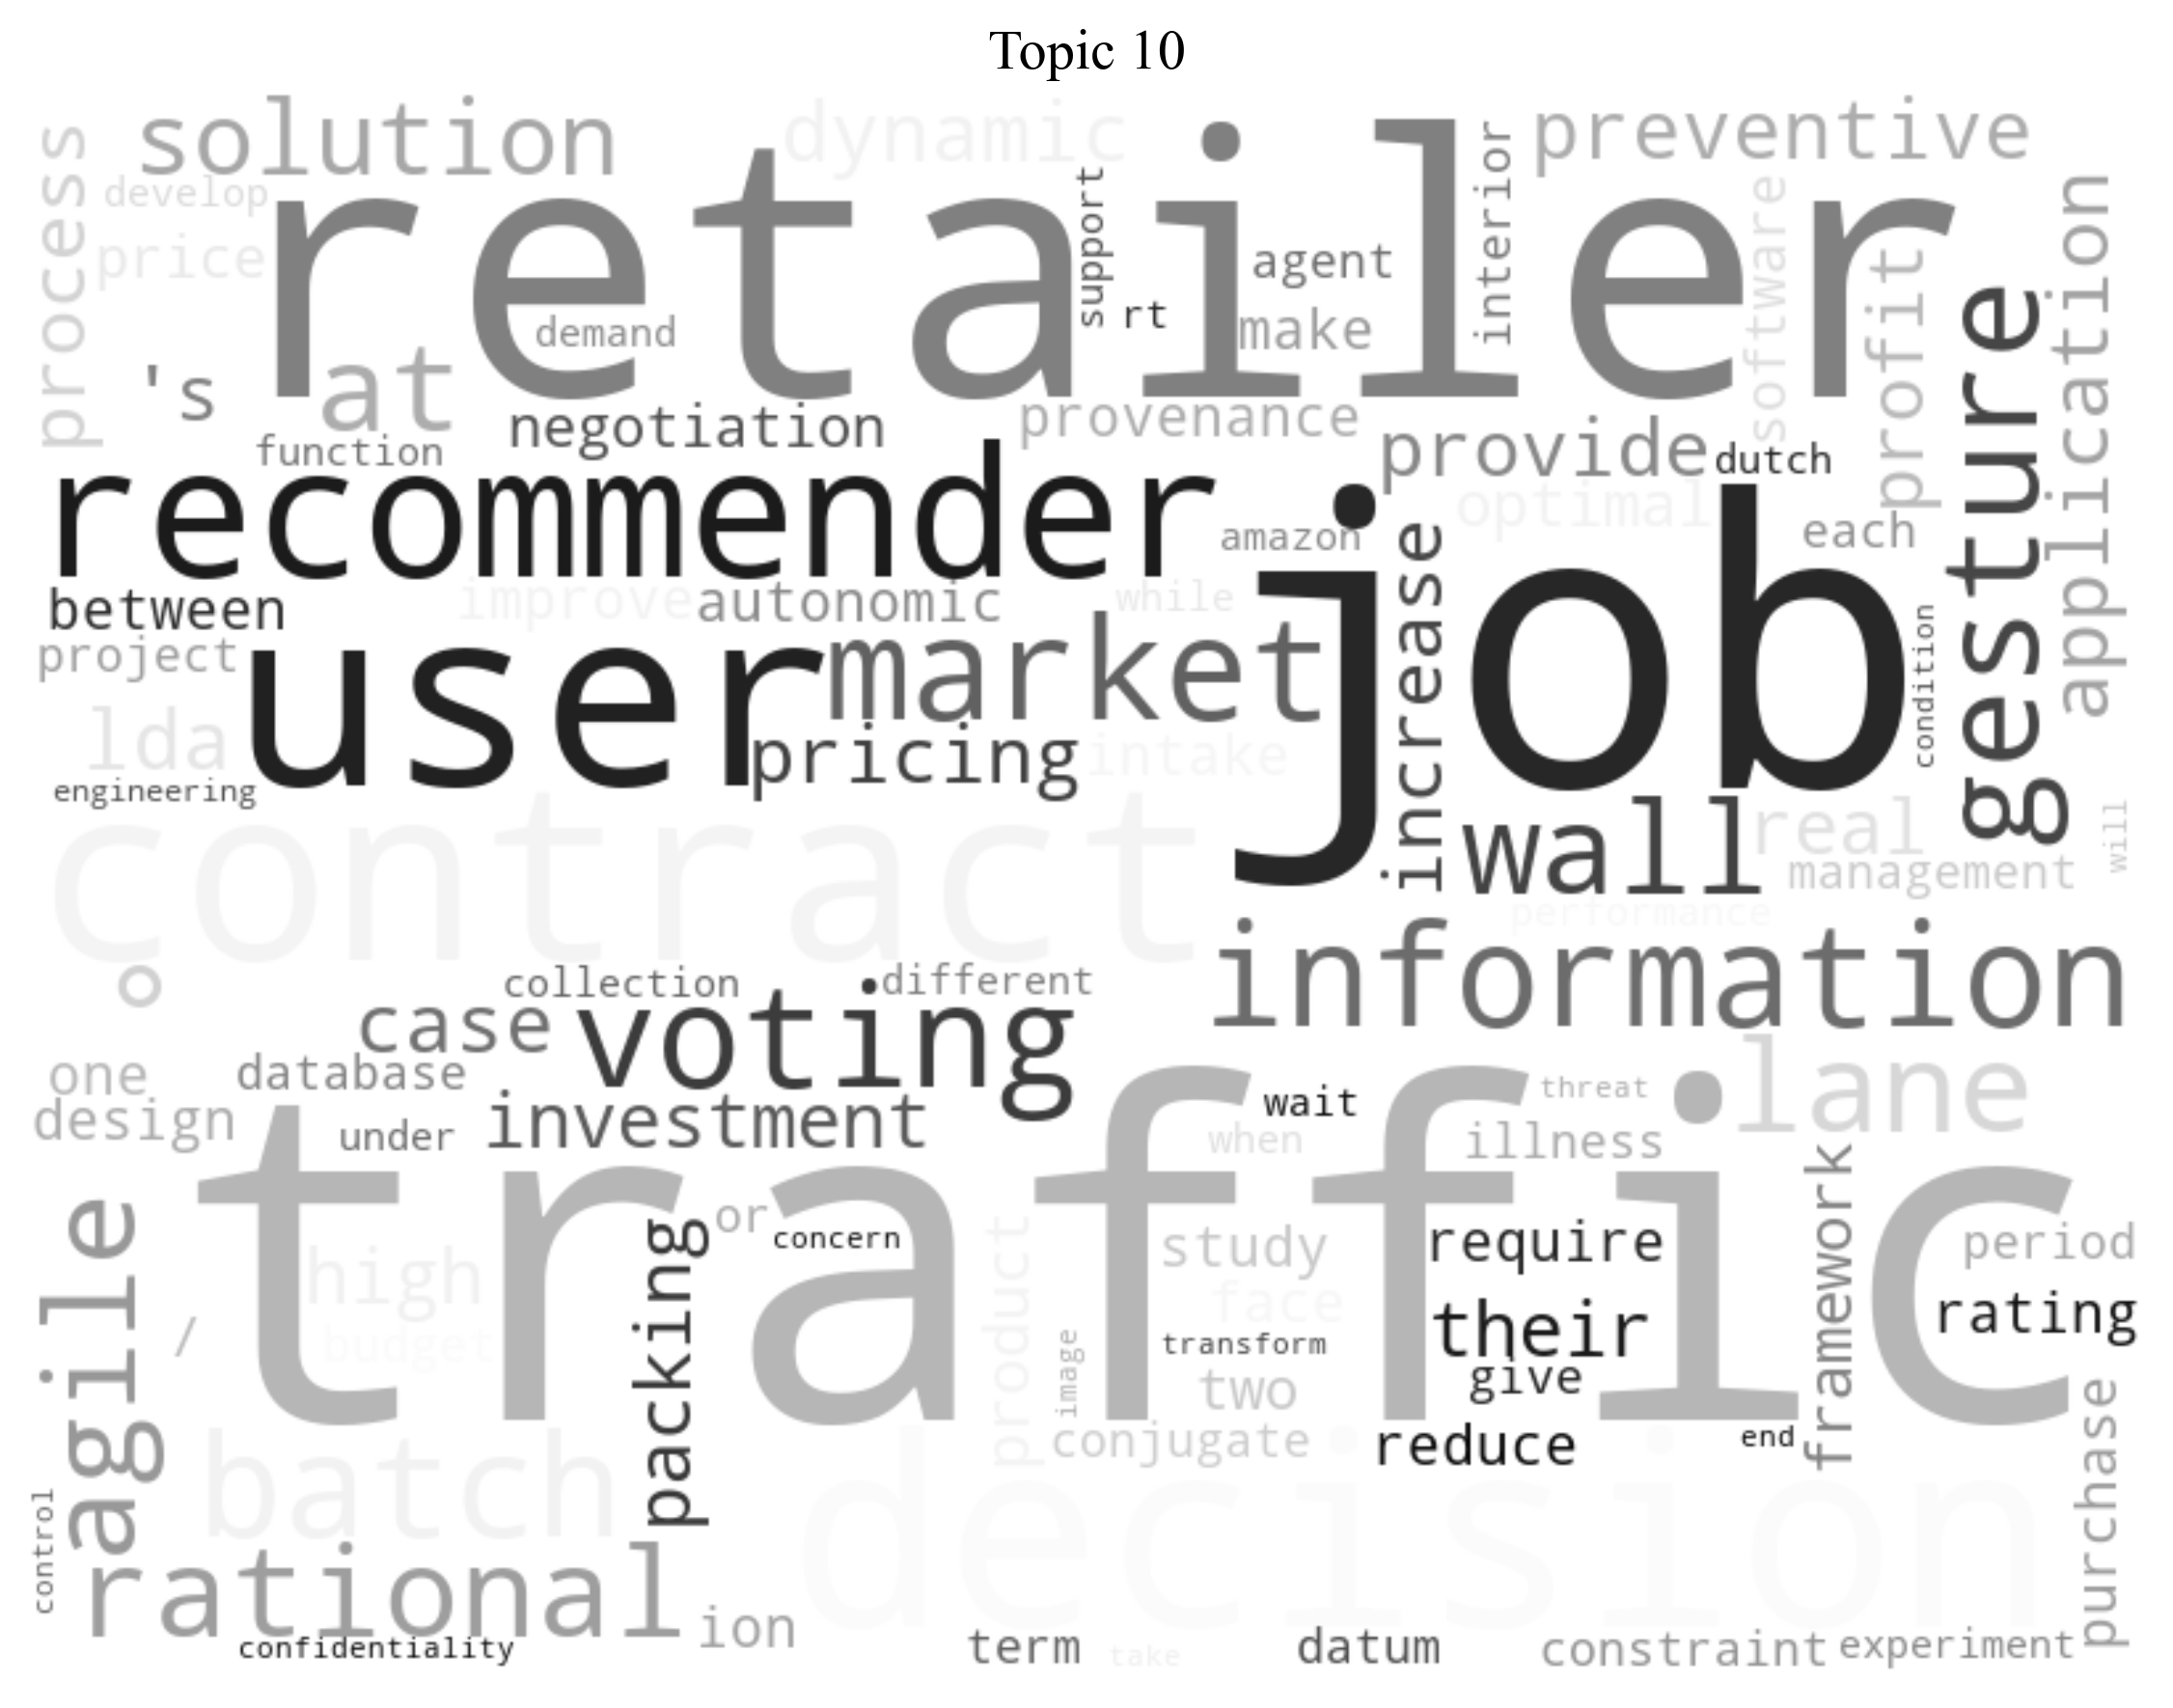 Topic 10
process
solution
dynamic
preventive
develop
retailer
support
interior
software
application
price
agent
profit
rt
make
demand
's
at
gesture
negotiation
provenance
function
provide
dutch
recommender
optimal
amazon
increase
each
between
improve
autonomic
while
job
condition
project
user
market
lda
pricing
intake
engineering
contract
wall
real
will
management
performance
information
collection
different
case
voting
one
database
lane
design
under
investment
wait
threat
when
illness
traffic
framework
agile
or
concern
packing
product
study
require
period
high
face
their
rating
/
budget
image
transform
two
give
purchase
conjugate
reduce
end
batch
decision
control
rational
ion
confidentiality
term
take
datum
constraint
experiment